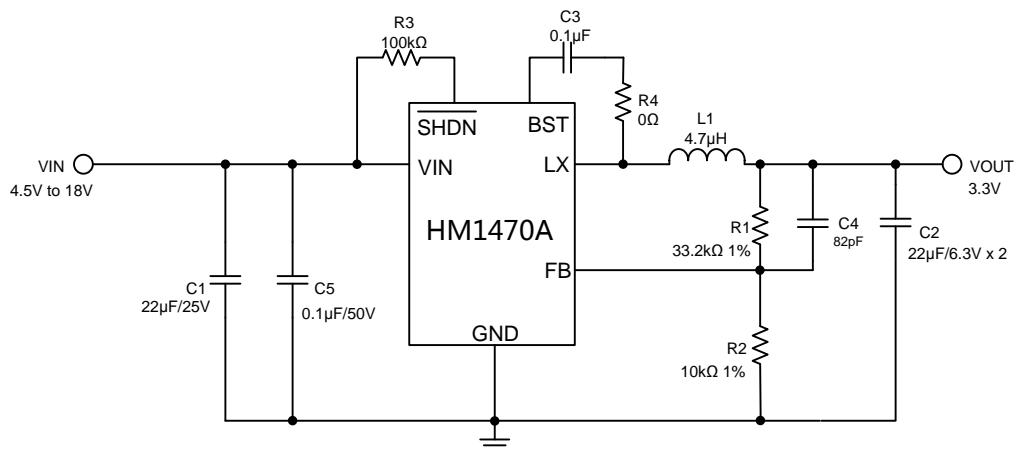 R3
100kΩ
C3
0.1µF
R4
0Ω
SHDN
BST
L1
4.7µH
VIN
4.5V to 18V
VIN
LX
VOUT
3.3V
HM1470A
R1
33.2kΩ 1%
C4
82pF
C2
22µF/6.3V x 2
FB
C1
22µF/25V
C5
0.1µF/50V
GND
R2
10kΩ 1%